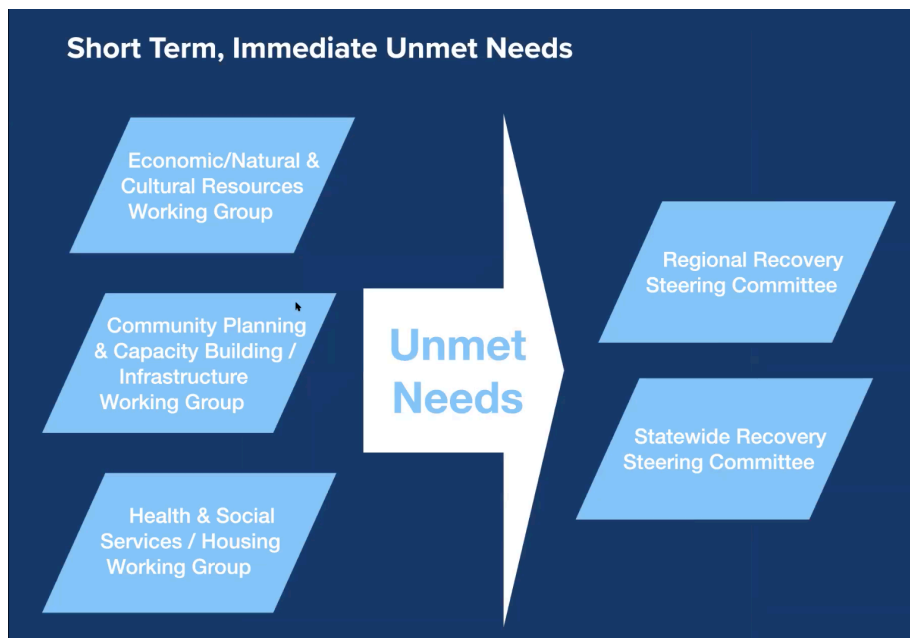 Short Term, Immediate Unmet Needs
Economic/Natural &
Cultural Resources
Working Group
Community Planning
& Capacity Building /
Infrastructure
Working Group
Health & Social
Services / Housing
Working Group
Unmet
Needs
Regional Recovery
Steering Committee
Statewide Recovery
Steering Committee